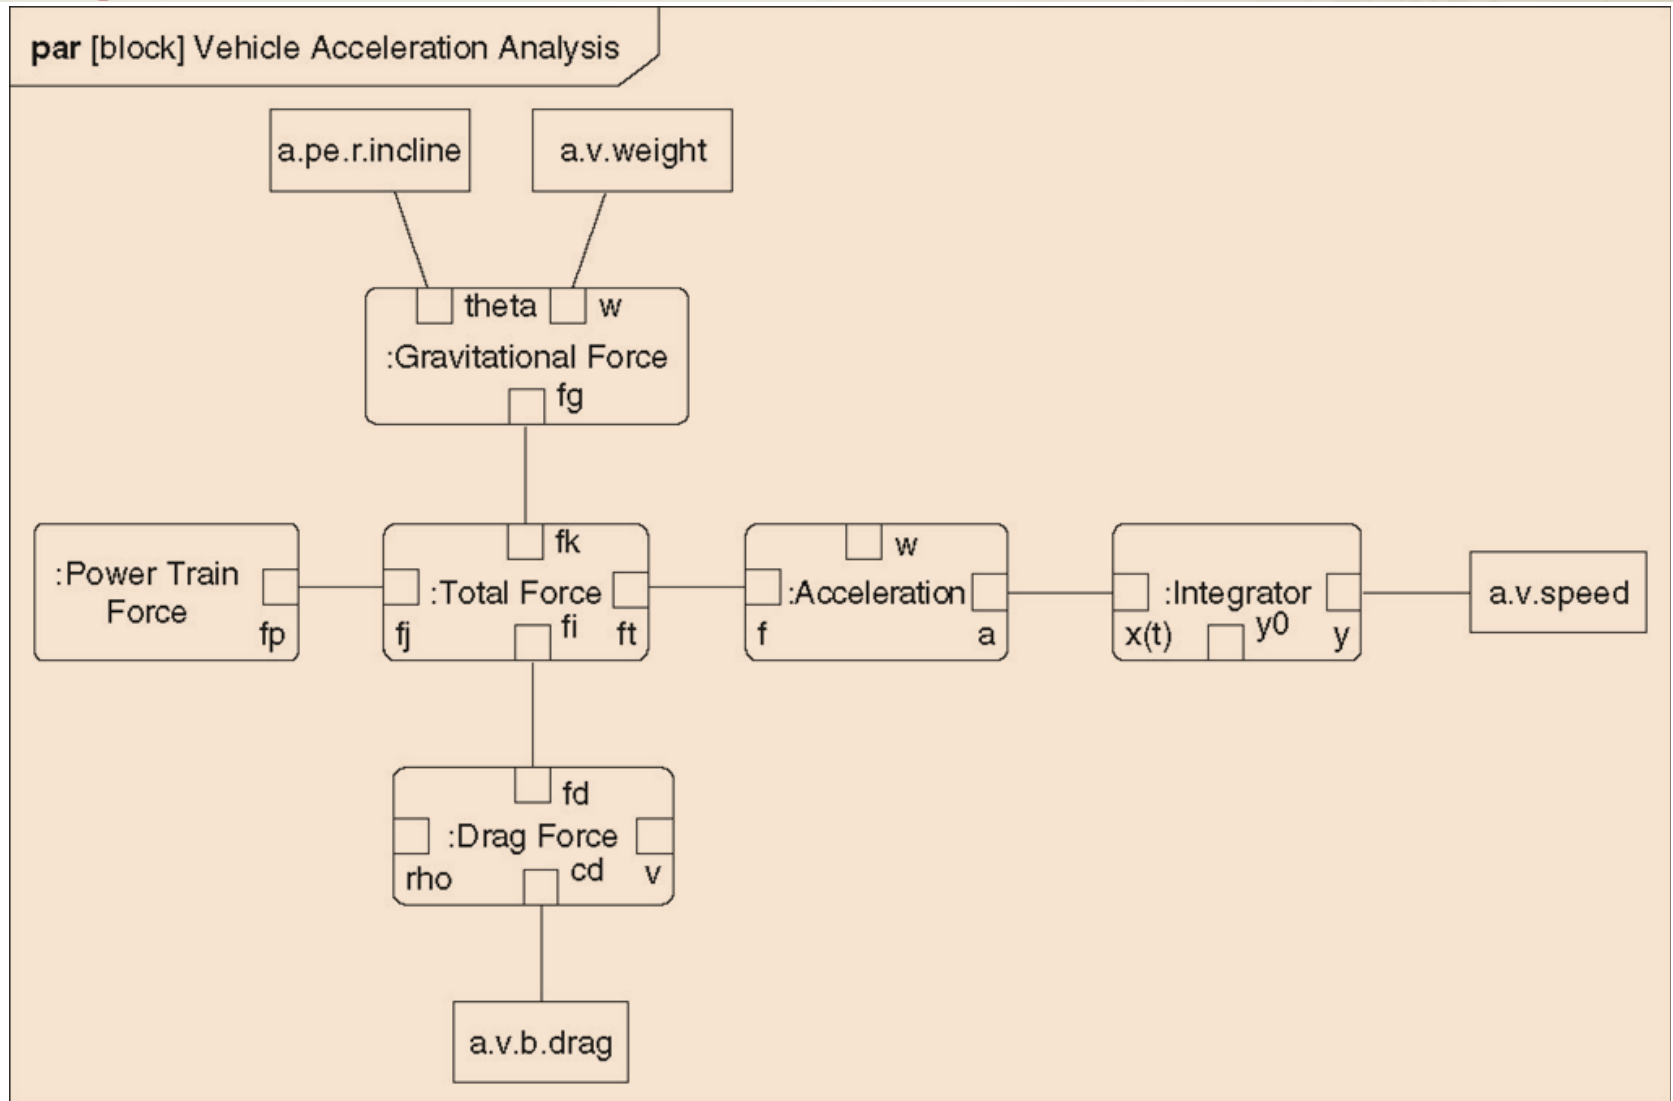 par [block] Vehicle Acceleration Analysis
a.pe.r.incline
a.v.weight
theta
w
:Gravitational Force
fg
:Power Train
Force
fp
fk
:Total Force
fj
fi
ft
w
:Acceleration
f
a
:Integrator
x(t)
y0
y
a.v.speed
fd
:Drag Force
rho
cd
v
a.v.b.drag